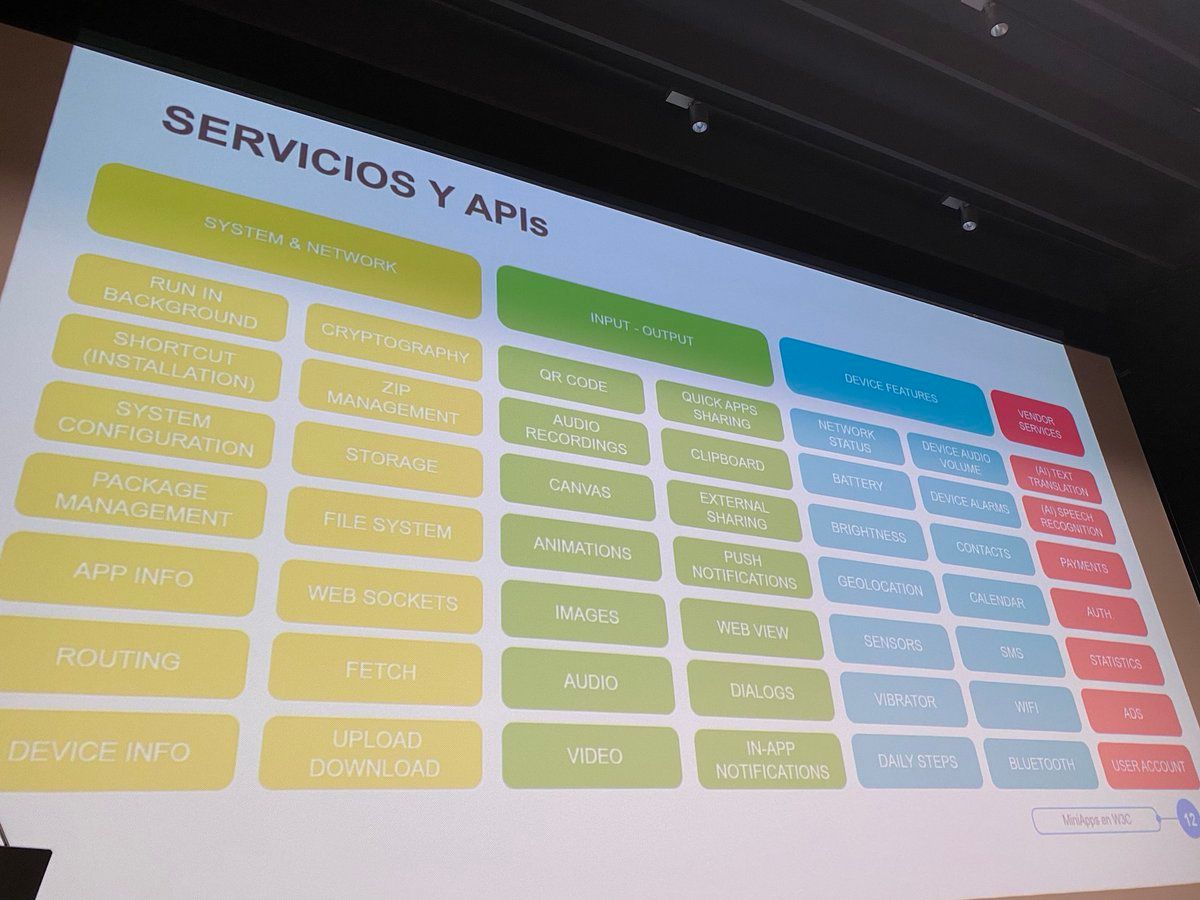 SERVICIOS Y APIs
SYSTEM & NETWORK
RUN IN
BACKGROUND
SHORTCUT
(INSTALLATION)
SYSTEM
CONFIGURATION
PACKAGE
MANAGEMENT
APP INFO
ROUTING
DEVICE INFO
CRYPTOGRAPHY
ZIP
MANAGEMENT
STORAGE
FILE SYSTEM
WEB SOCKETS
FETCH
UPLOAD
DOWNLOAD
INPUT - OUTPUT
QR CODE
AUDIO
RECORDINGS
CANVAS
ANIMATIONS
IMAGES
AUDIO
VIDEO
QUICK APPS
SHARING
CLIPBOARD
EXTERNAL
SHARING
PUSH
NOTIFICATIONS
WEB VIEW
DIALOGS
IN-APP
NOTIFICATIONS
DEVICE FEATURES
NETWORK
STATUS
BATTERY
BRIGHTNESS
GEOLOCATION
SENSORS
VIBRATOR
DAILY STEPS
DEVICE AUDIO
VOLUME
DEVICE ALARMS
CONTACTS
CALENDAR
SMS
WIFI
BLUETOOTH
VENDOR
SERVICES
(AI) TEXT
TRANSLATION
(AI) SPEECH
RECOGNITION
PAYMENTS
AUTH
STATISTICS
ADS
USER ACCOUNT
MiniApps en W3C
12